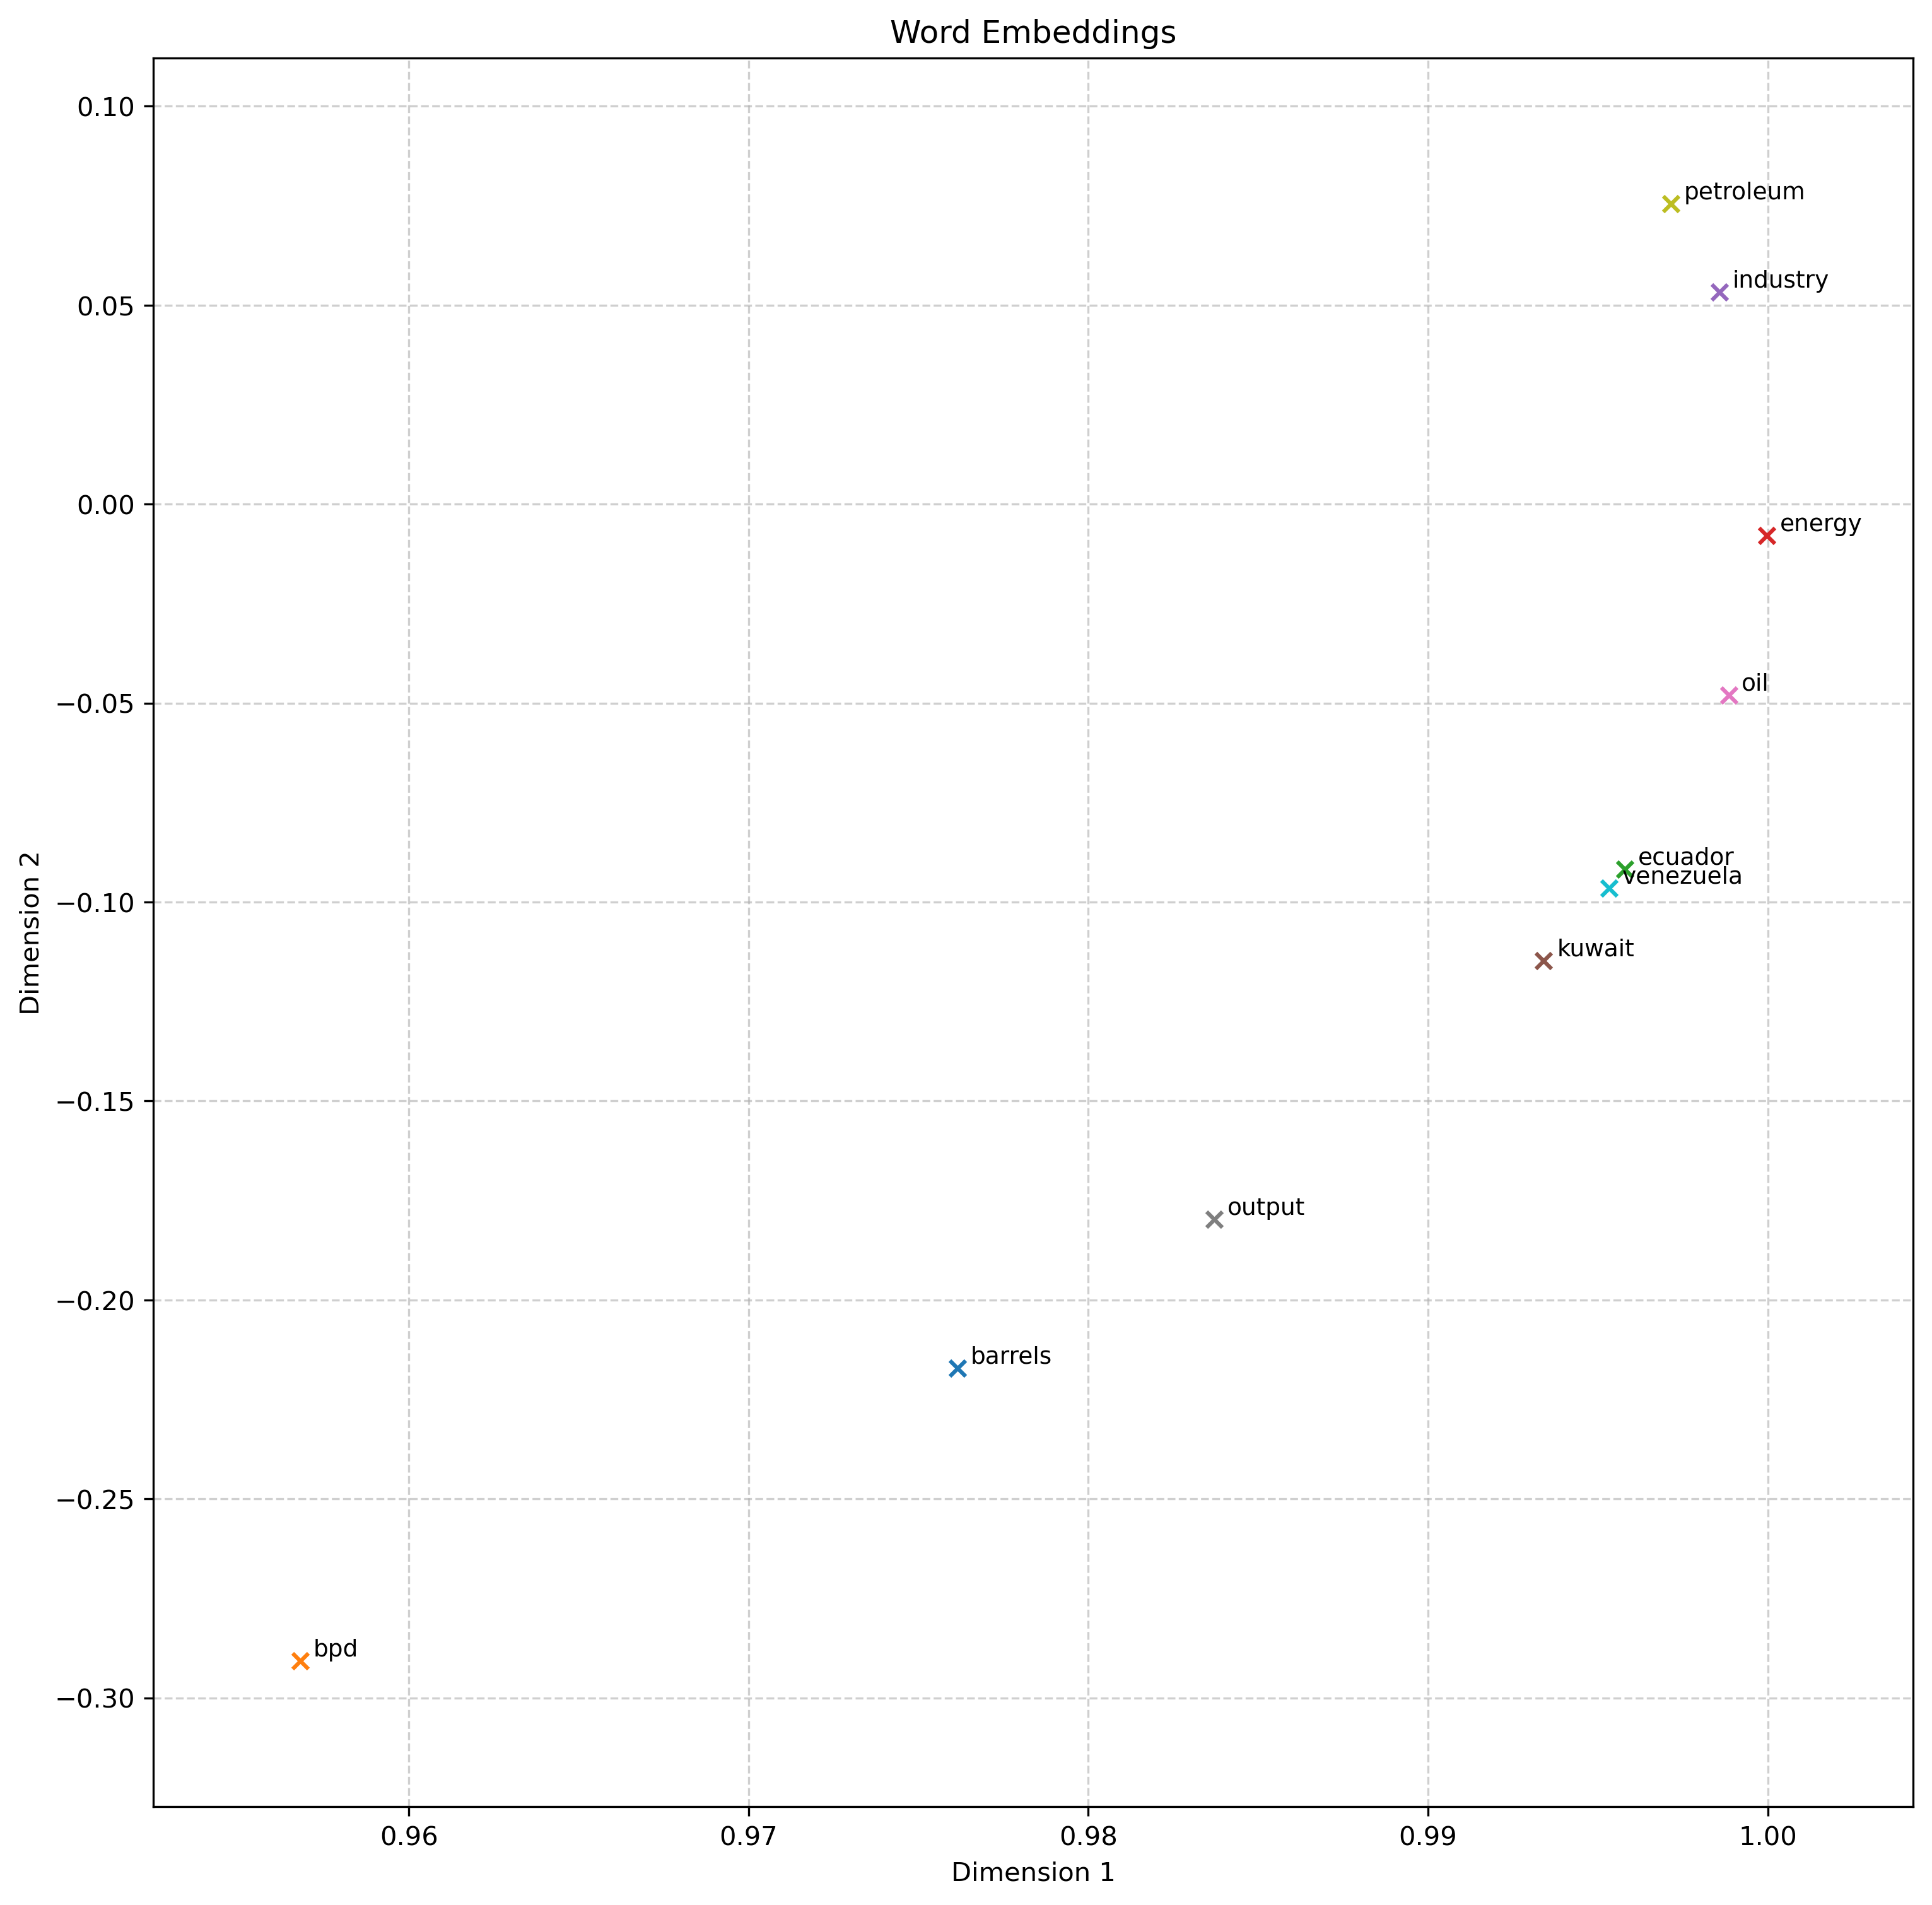 Word Embeddings
0.10
0.05
0.00
−0.05
−0.10
−0.15
−0.20
−0.25
−0.30
Dimension 2
petroleum
industry
energy
oil
ecuador
venezuela
kuwait
output
barrels
bpd
0.96
0.97
0.98
0.99
1.00
Dimension 1